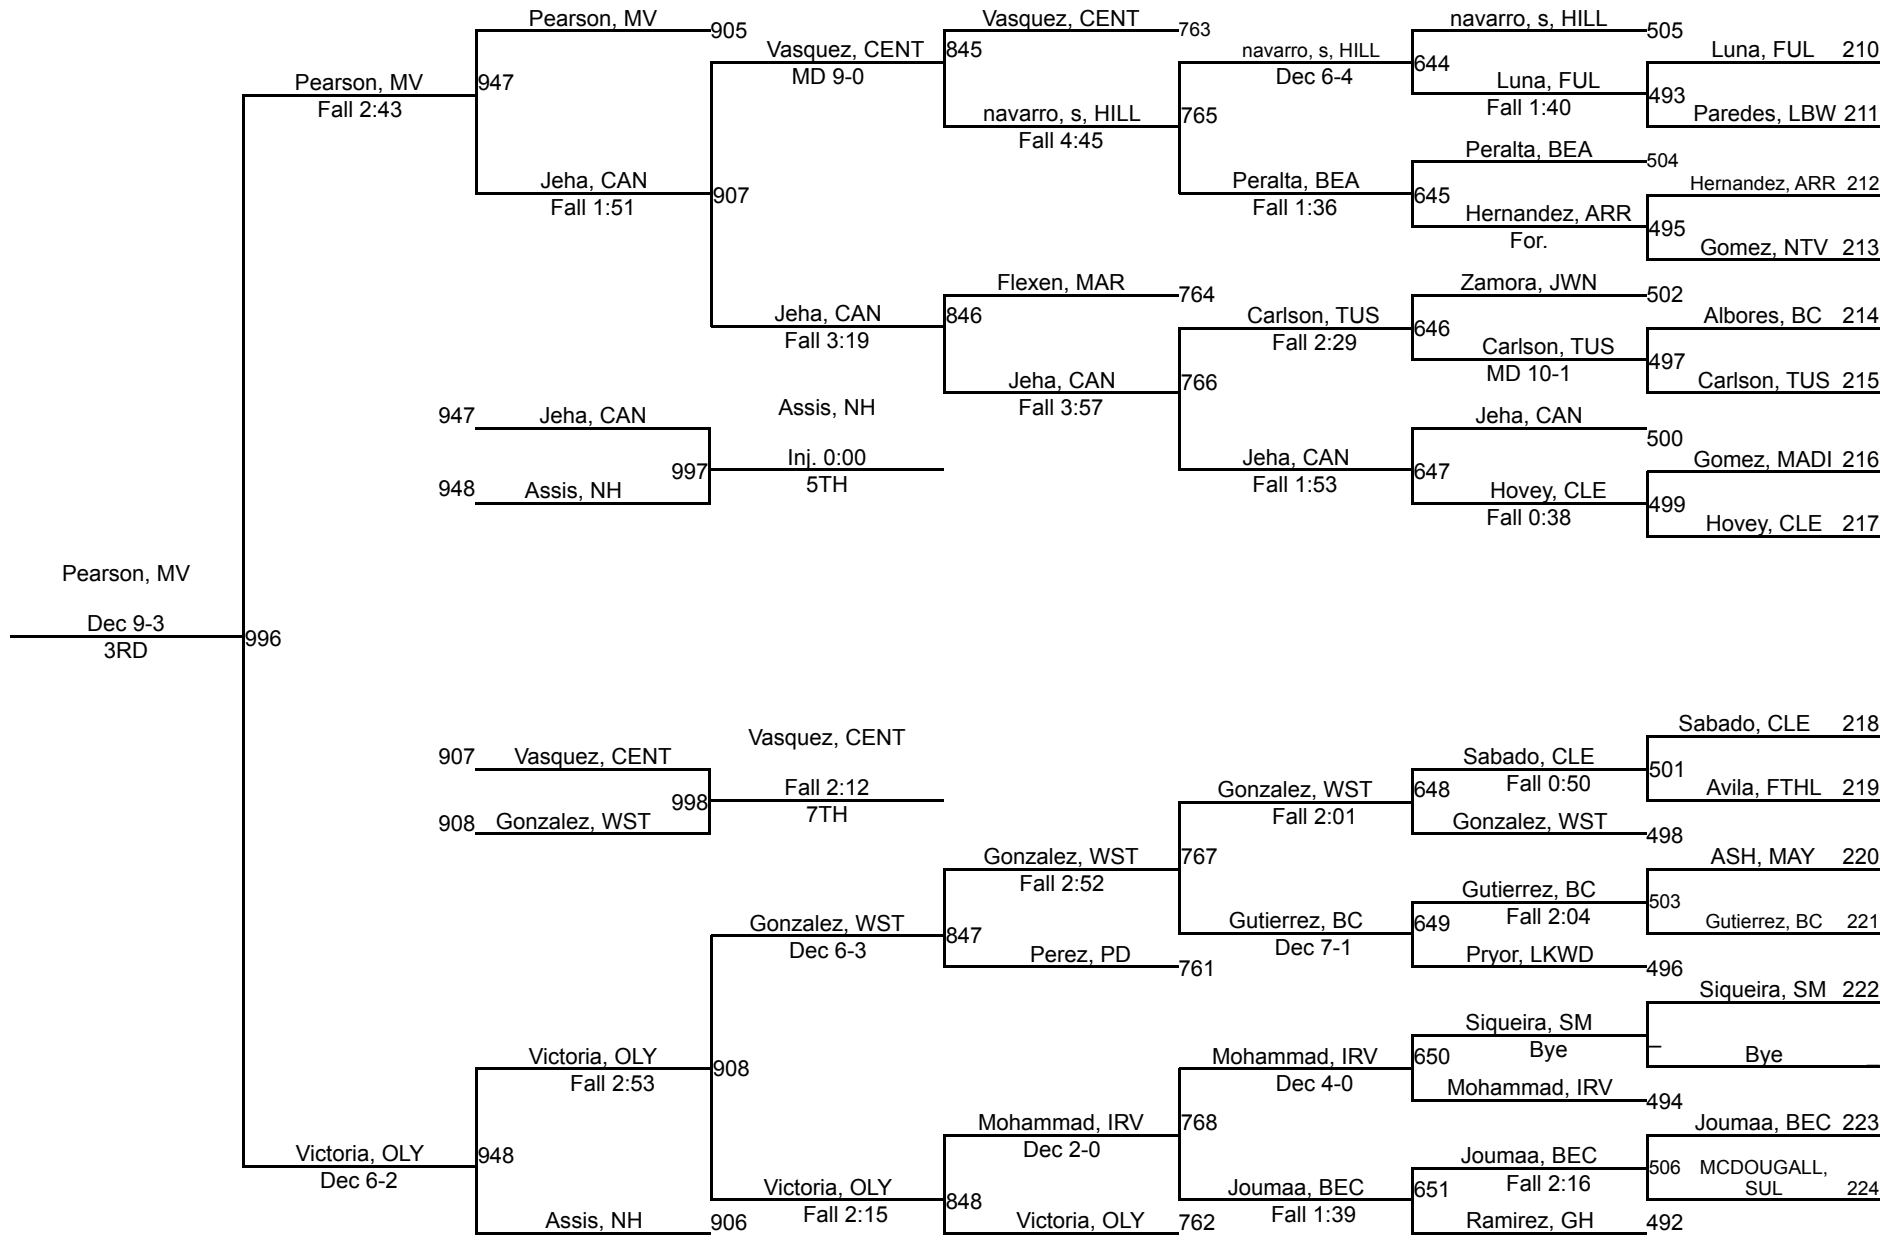 Pearson, MV
905
Vasquez, CENT
763
navarro, s, HILL
505
Vasquez, CENT
MD 9-0
845
navarro, s, HILL
Dec 6-4
644
Luna, FUL 210
Pearson, MV
Fall 2:43
947
Luna, FUL
Fall 1:40
493
navarro, s, HILL
Fall 4:45
765
Paredes, LBW 211
Peralta, BEA
504
Jeha, CAN
Fall 1:51
907
Peralta, BEA
Fall 1:36
645
Hernandez, ARR 212
Hernandez, ARR
For.
495
Gomez, NTV 213
Flexen, MAR
764
Zamora, JWN
502
Jeha, CAN
Fall 3:19
846
Carlson, TUS
Fall 2:29
646
Albores, BC 214
Carlson, TUS
MD 10-1
497
Jeha, CAN
Fall 3:57
766
Carlson, TUS 215
947
Jeha, CAN
Assis, NH
Jeha, CAN
500
997
Inj. 0:00
5TH
Jeha, CAN
Fall 1:53
647
Gomez, MADI 216
948
Assis, NH
Hovey, CLE
Fall 0:38
499
Hovey, CLE 217
Pearson, MV
Dec 9-3
3RD
996
Sabado, CLE 218
907
Vasquez, CENT
Vasquez, CENT
Sabado, CLE
Fall 0:50
501
998
Fall 2:12
7TH
Gonzalez, WST
Fall 2:01
648
Avila, FTHL 219
908
Gonzalez, WST
Gonzalez, WST
498
Gonzalez, WST
Fall 2:52
767
ASH, MAY 220
Gutierrez, BC
Fall 2:04
503
Gonzalez, WST
Dec 6-3
847
Gutierrez, BC
Dec 7-1
649
Gutierrez, BC 221
Perez, PD
761
Pryor, LKWD
496
Siqueira, SM 222
Siqueira, SM
Bye
_
Victoria, OLY
Fall 2:53
908
Mohammad, IRV
Dec 4-0
650
Bye _
Mohammad, IRV
494
Mohammad, IRV
Dec 2-0
768
Joumaa, BEC 223
Victoria, OLY
Dec 6-2
948
Joumaa, BEC
Fall 2:16
506
MCDOUGALL,
SUL 224
Victoria, OLY
Fall 2:15
848
Joumaa, BEC
Fall 1:39
651
Assis, NH
906
Victoria, OLY
762
Ramirez, GH
492